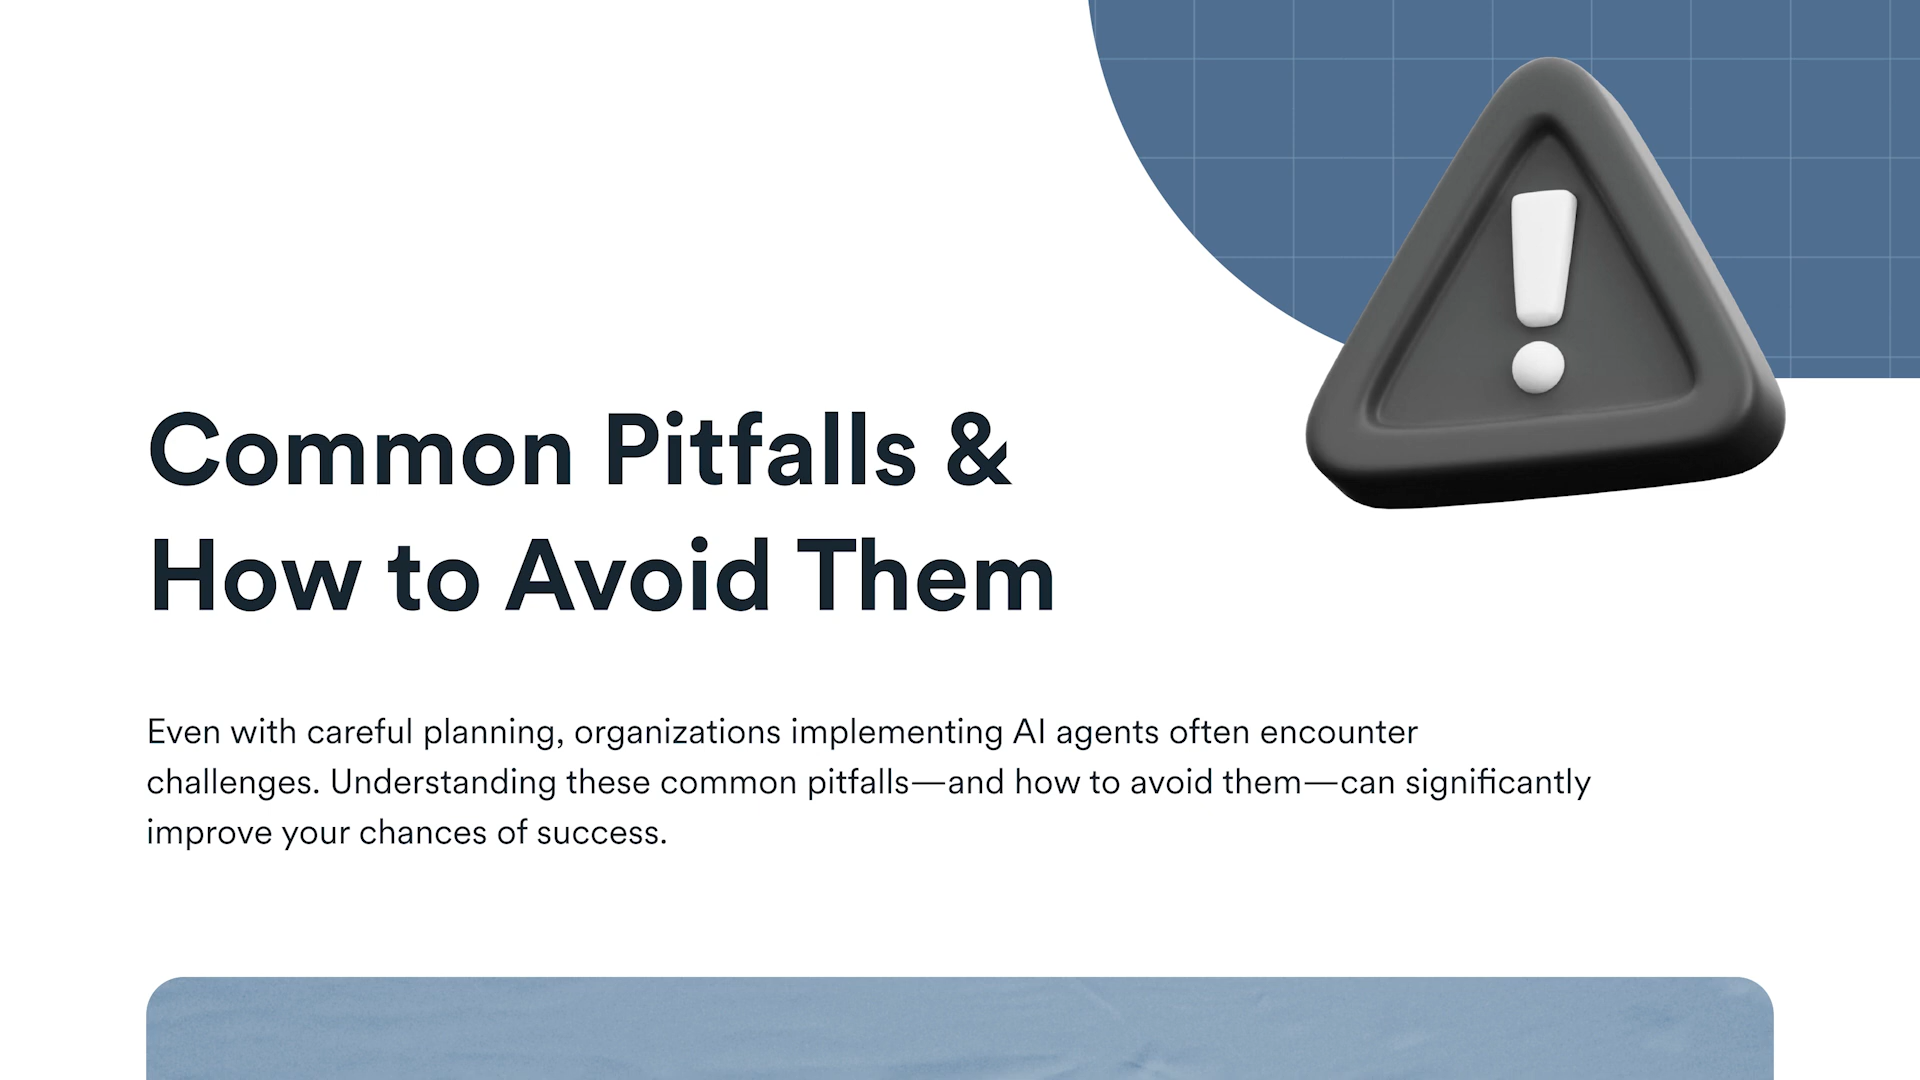 Common Pitfalls &
How to Avoid Them
Even with careful planning, organizations implementing AI agents often encounter
challenges. Understanding these common pitfalls—and how to avoid them—can significantly
improve your chances of success.